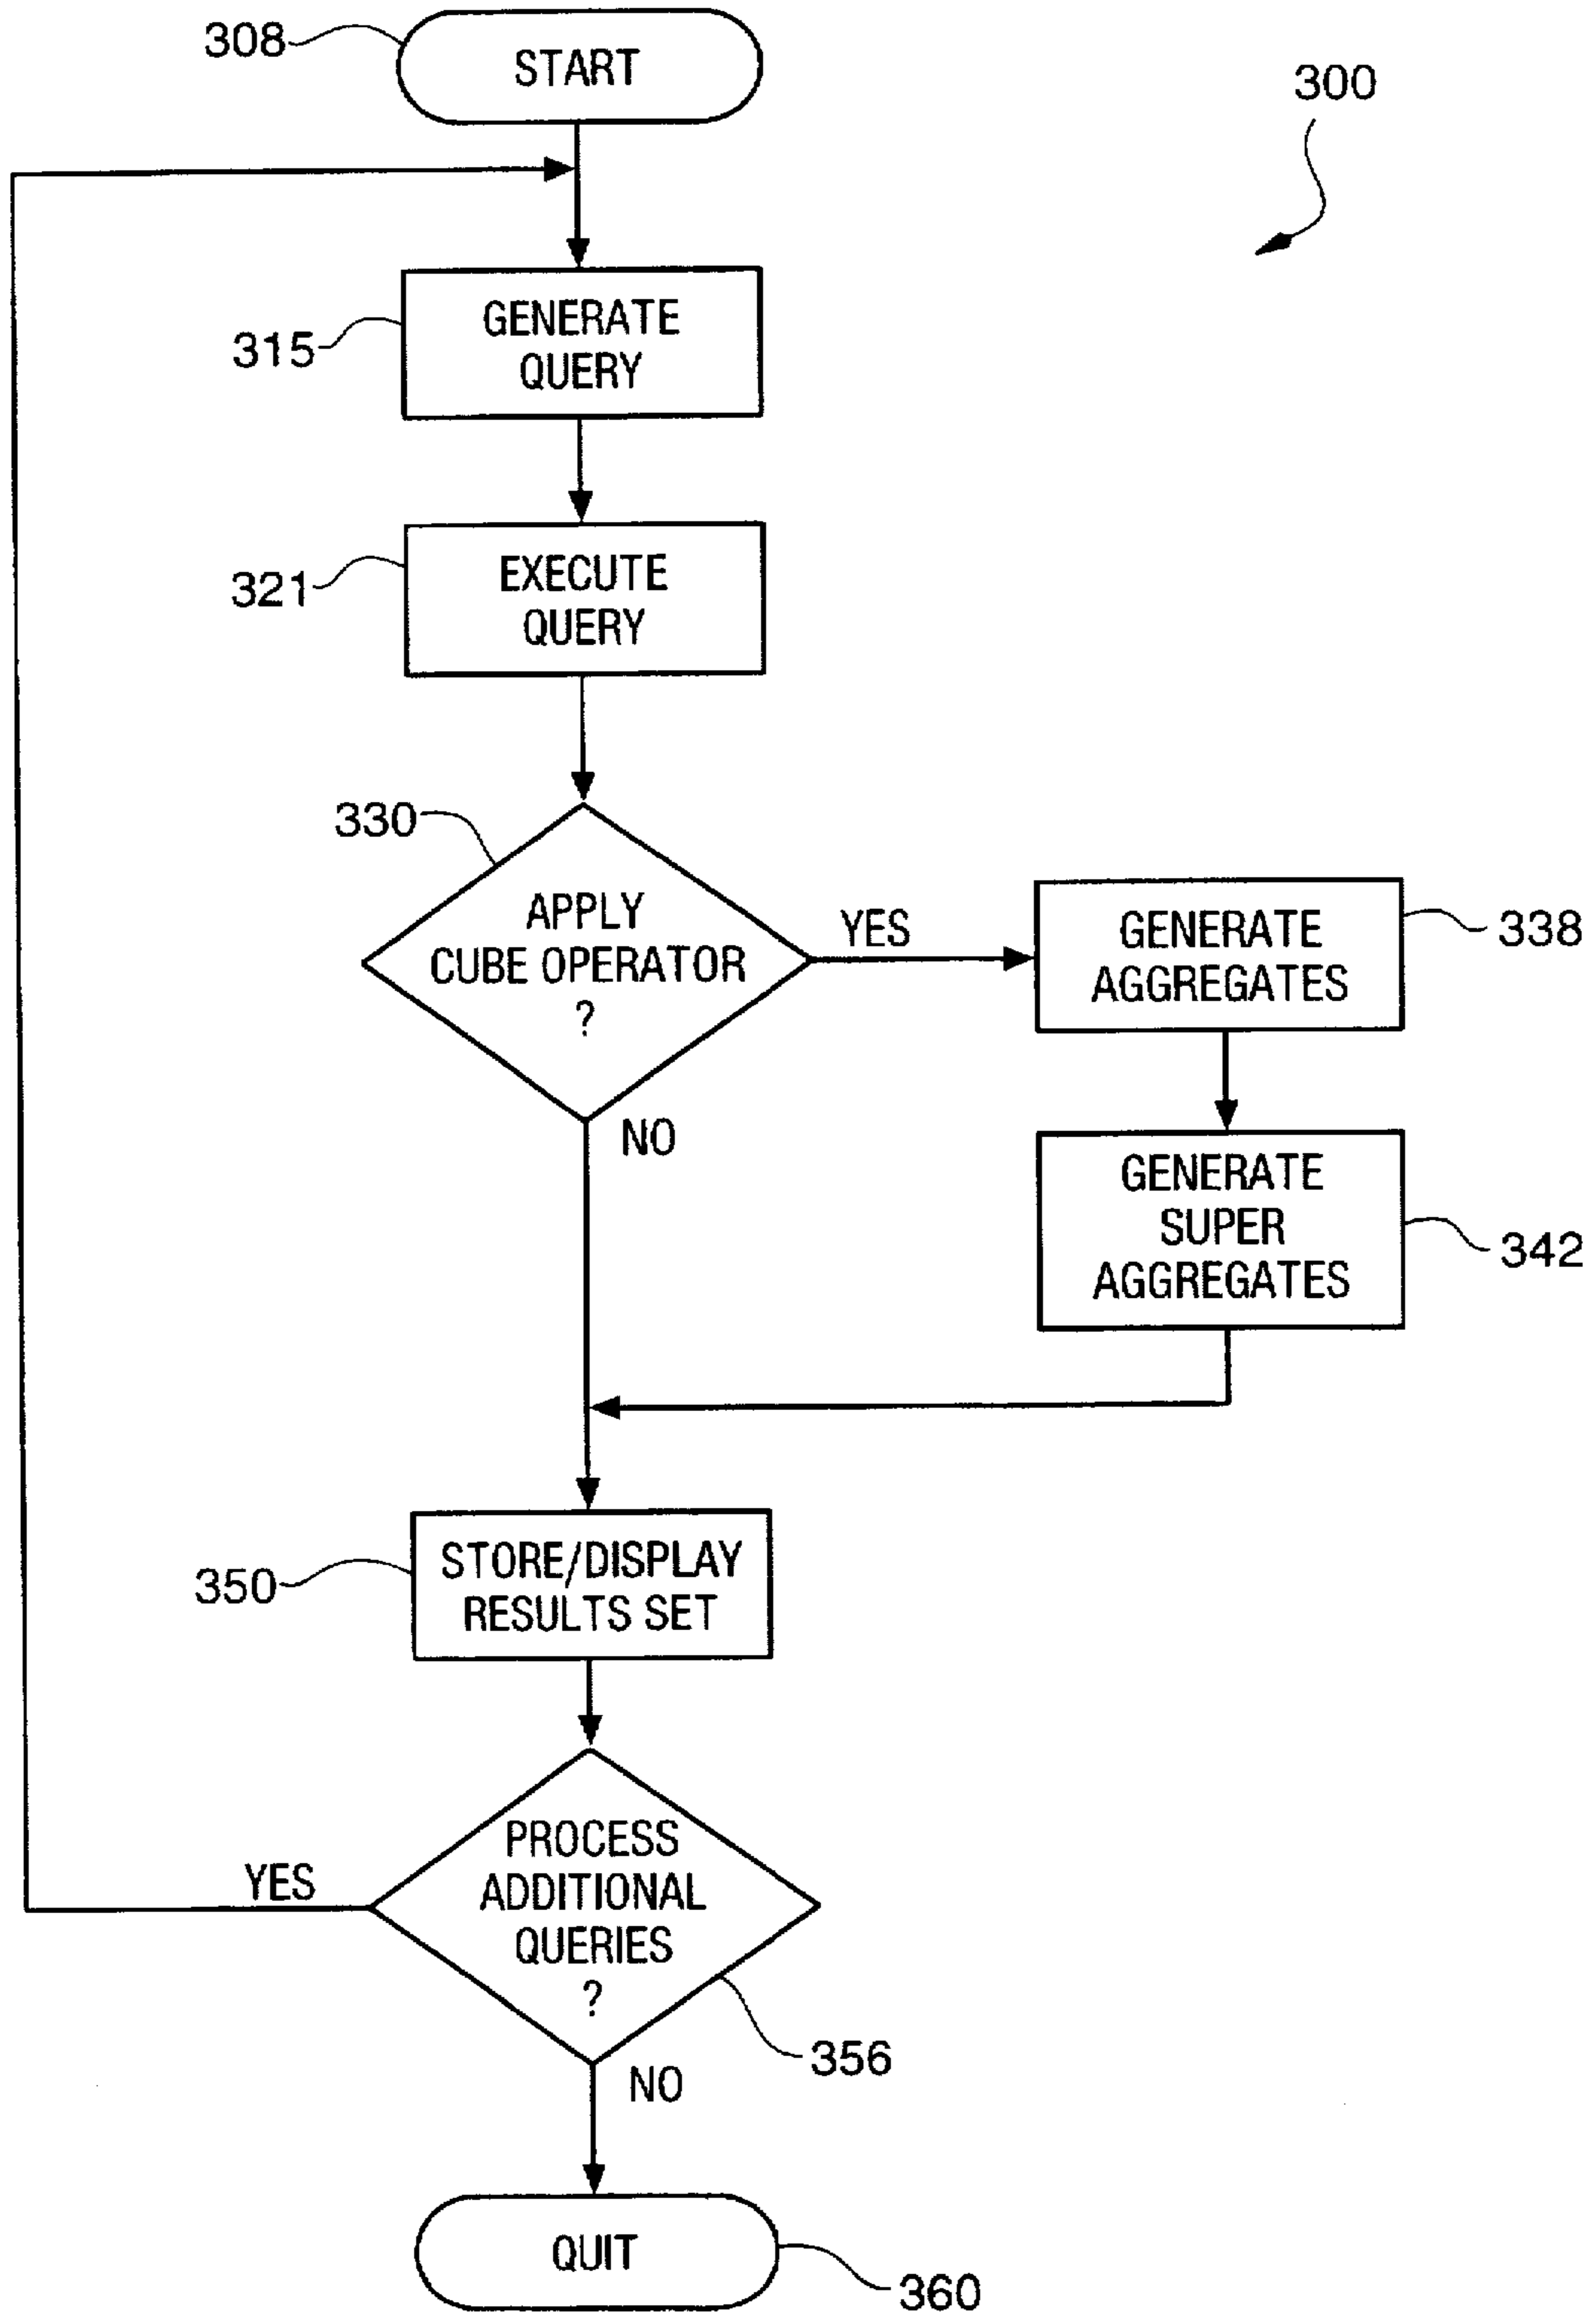 308
START
300
315
GENERATE
QUERY
321
EXECUTE
QUERY
330
APPLY
CUBE OPERATOR
?
YES
NO
GENERATE
AGGREGATES
338
GENERATE
SUPER
AGGREGATES
342
350
STORE/DISPLAY
RESULTS SET
YES
PROCESS
ADDITIONAL
QUERIES
?
356
NO
QUIT
360